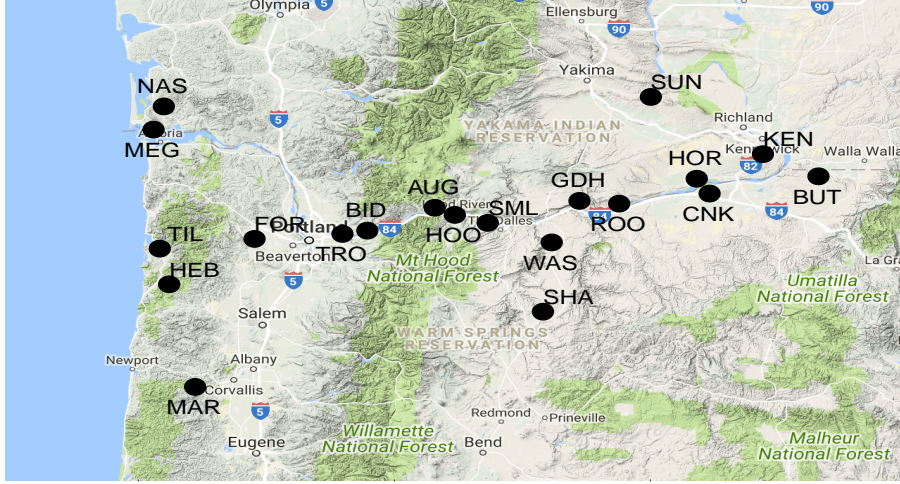 Olympia
5
90
Ellensburg
90
Yakima
SUN
NAS
5
YAKAMA INDIAN
RESERVATION
Richland
KEN
Astoria
MEG
Kennewick
82
Walla Walla
HOR
BUT
GDH
AUG
Hood River
SML
84
CNK
84
BID
HOO
The Dalles
ROO
FOR
Portland
84
TIL
TRO
Beaverton
WAS
La Gra
HEB
Mt Hood
National Forest
5
Umatilla
National Forest
SHA
Salem
WARM SPRINGS
RESERVATION
Newport
Albany
Corvallis
MAR
5
Redmond
Prineville
Willamette
National Forest
Eugene
Bend
Malheur
National Forest